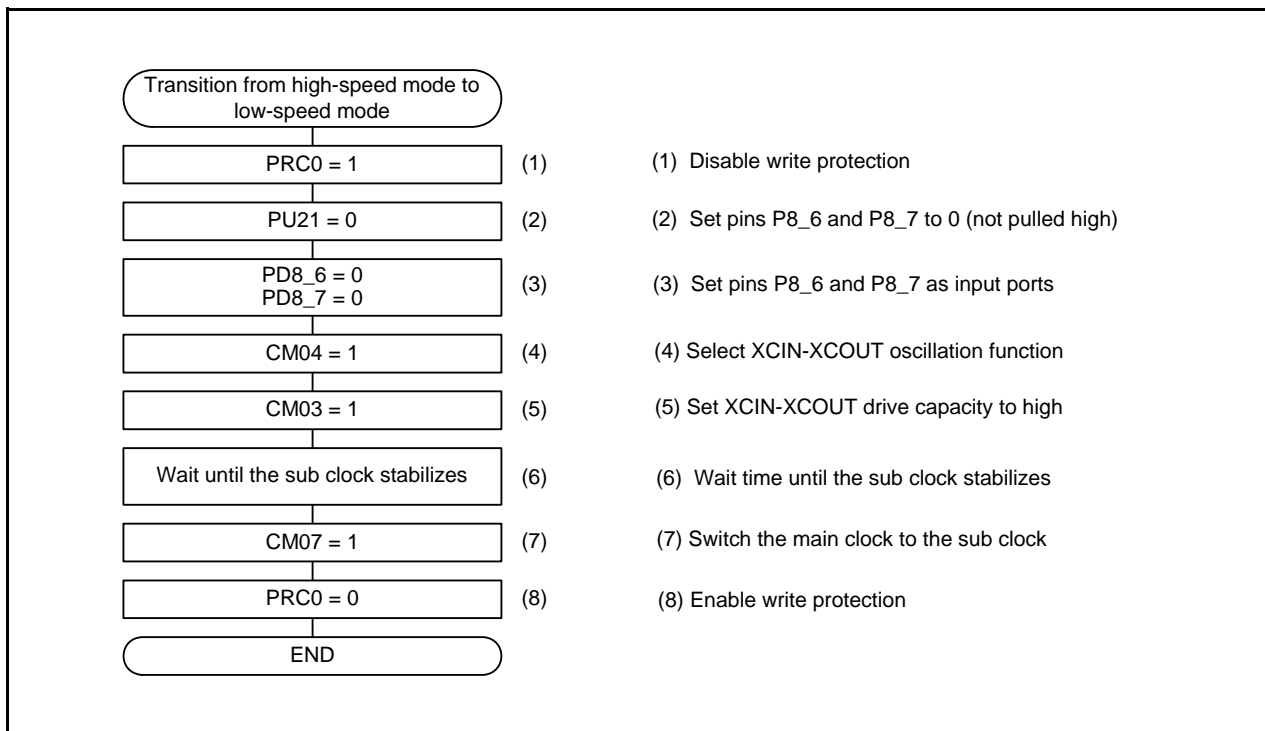 Transition from high-speed mode to
low-speed mode
PRC0 = 1 (1) (1) Disable write protection
PU21 = 0 (2) (2) Set pins P8_6 and P8_7 to 0 (not pulled high)
PD8_6 = 0
PD8_7 = 0 (3) (3) Set pins P8_6 and P8_7 as input ports
CM04 = 1 (4) (4) Select XCIN-XCOUT oscillation function
CM03 = 1 (5) (5) Set XCIN-XCOUT drive capacity to high
Wait until the sub clock stabilizes (6) (6) Wait time until the sub clock stabilizes
CM07 = 1 (7) (7) Switch the main clock to the sub clock
PRC0 = 0 (8) (8) Enable write protection
END